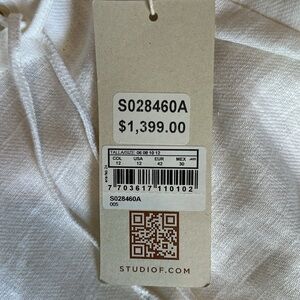 S028460A
$1,399.00
TALLA/SIZE 06 08 10 12
COL USA EUR MEX
12 12 42 30
7 703617 110102
S028460A
005
STUDIOF.COM